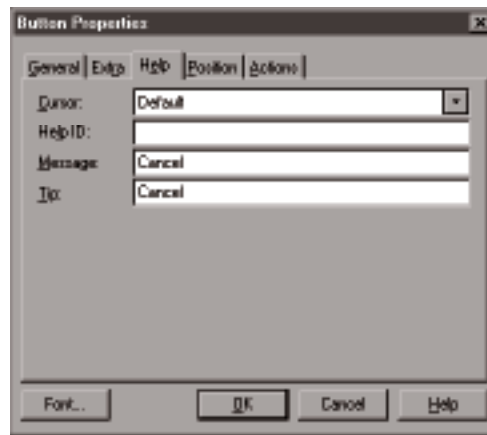 Button Properties
General Extra Help Position Actions
Cursor: Default
Help ID:
Message: Cancel
Tip: Cancel
Font... OK Cancel Help